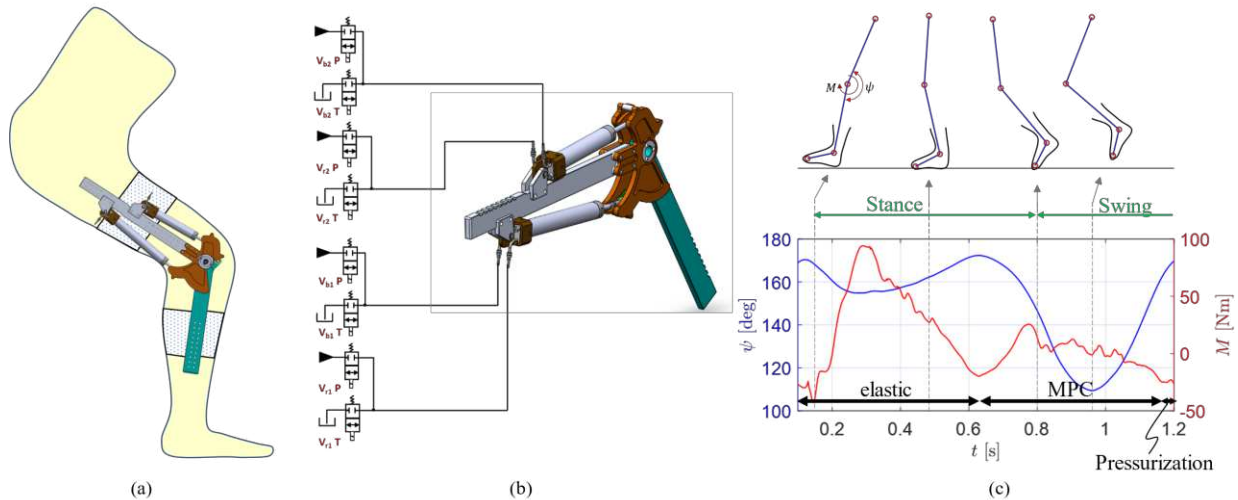 V_b2 P
V_b2 T
V_r2 P
V_r2 T
V_b1 P
V_b1 T
V_r1 P
V_r1 T
M
ψ
Stance
Swing
180
160
140
120
100
ψ [deg]
100
50
0
-50
M [Nm]
elastic
MPC
0.2
0.4
0.6
0.8
1
1.2
t [s]
Pressurization
(a)
(b)
(c)